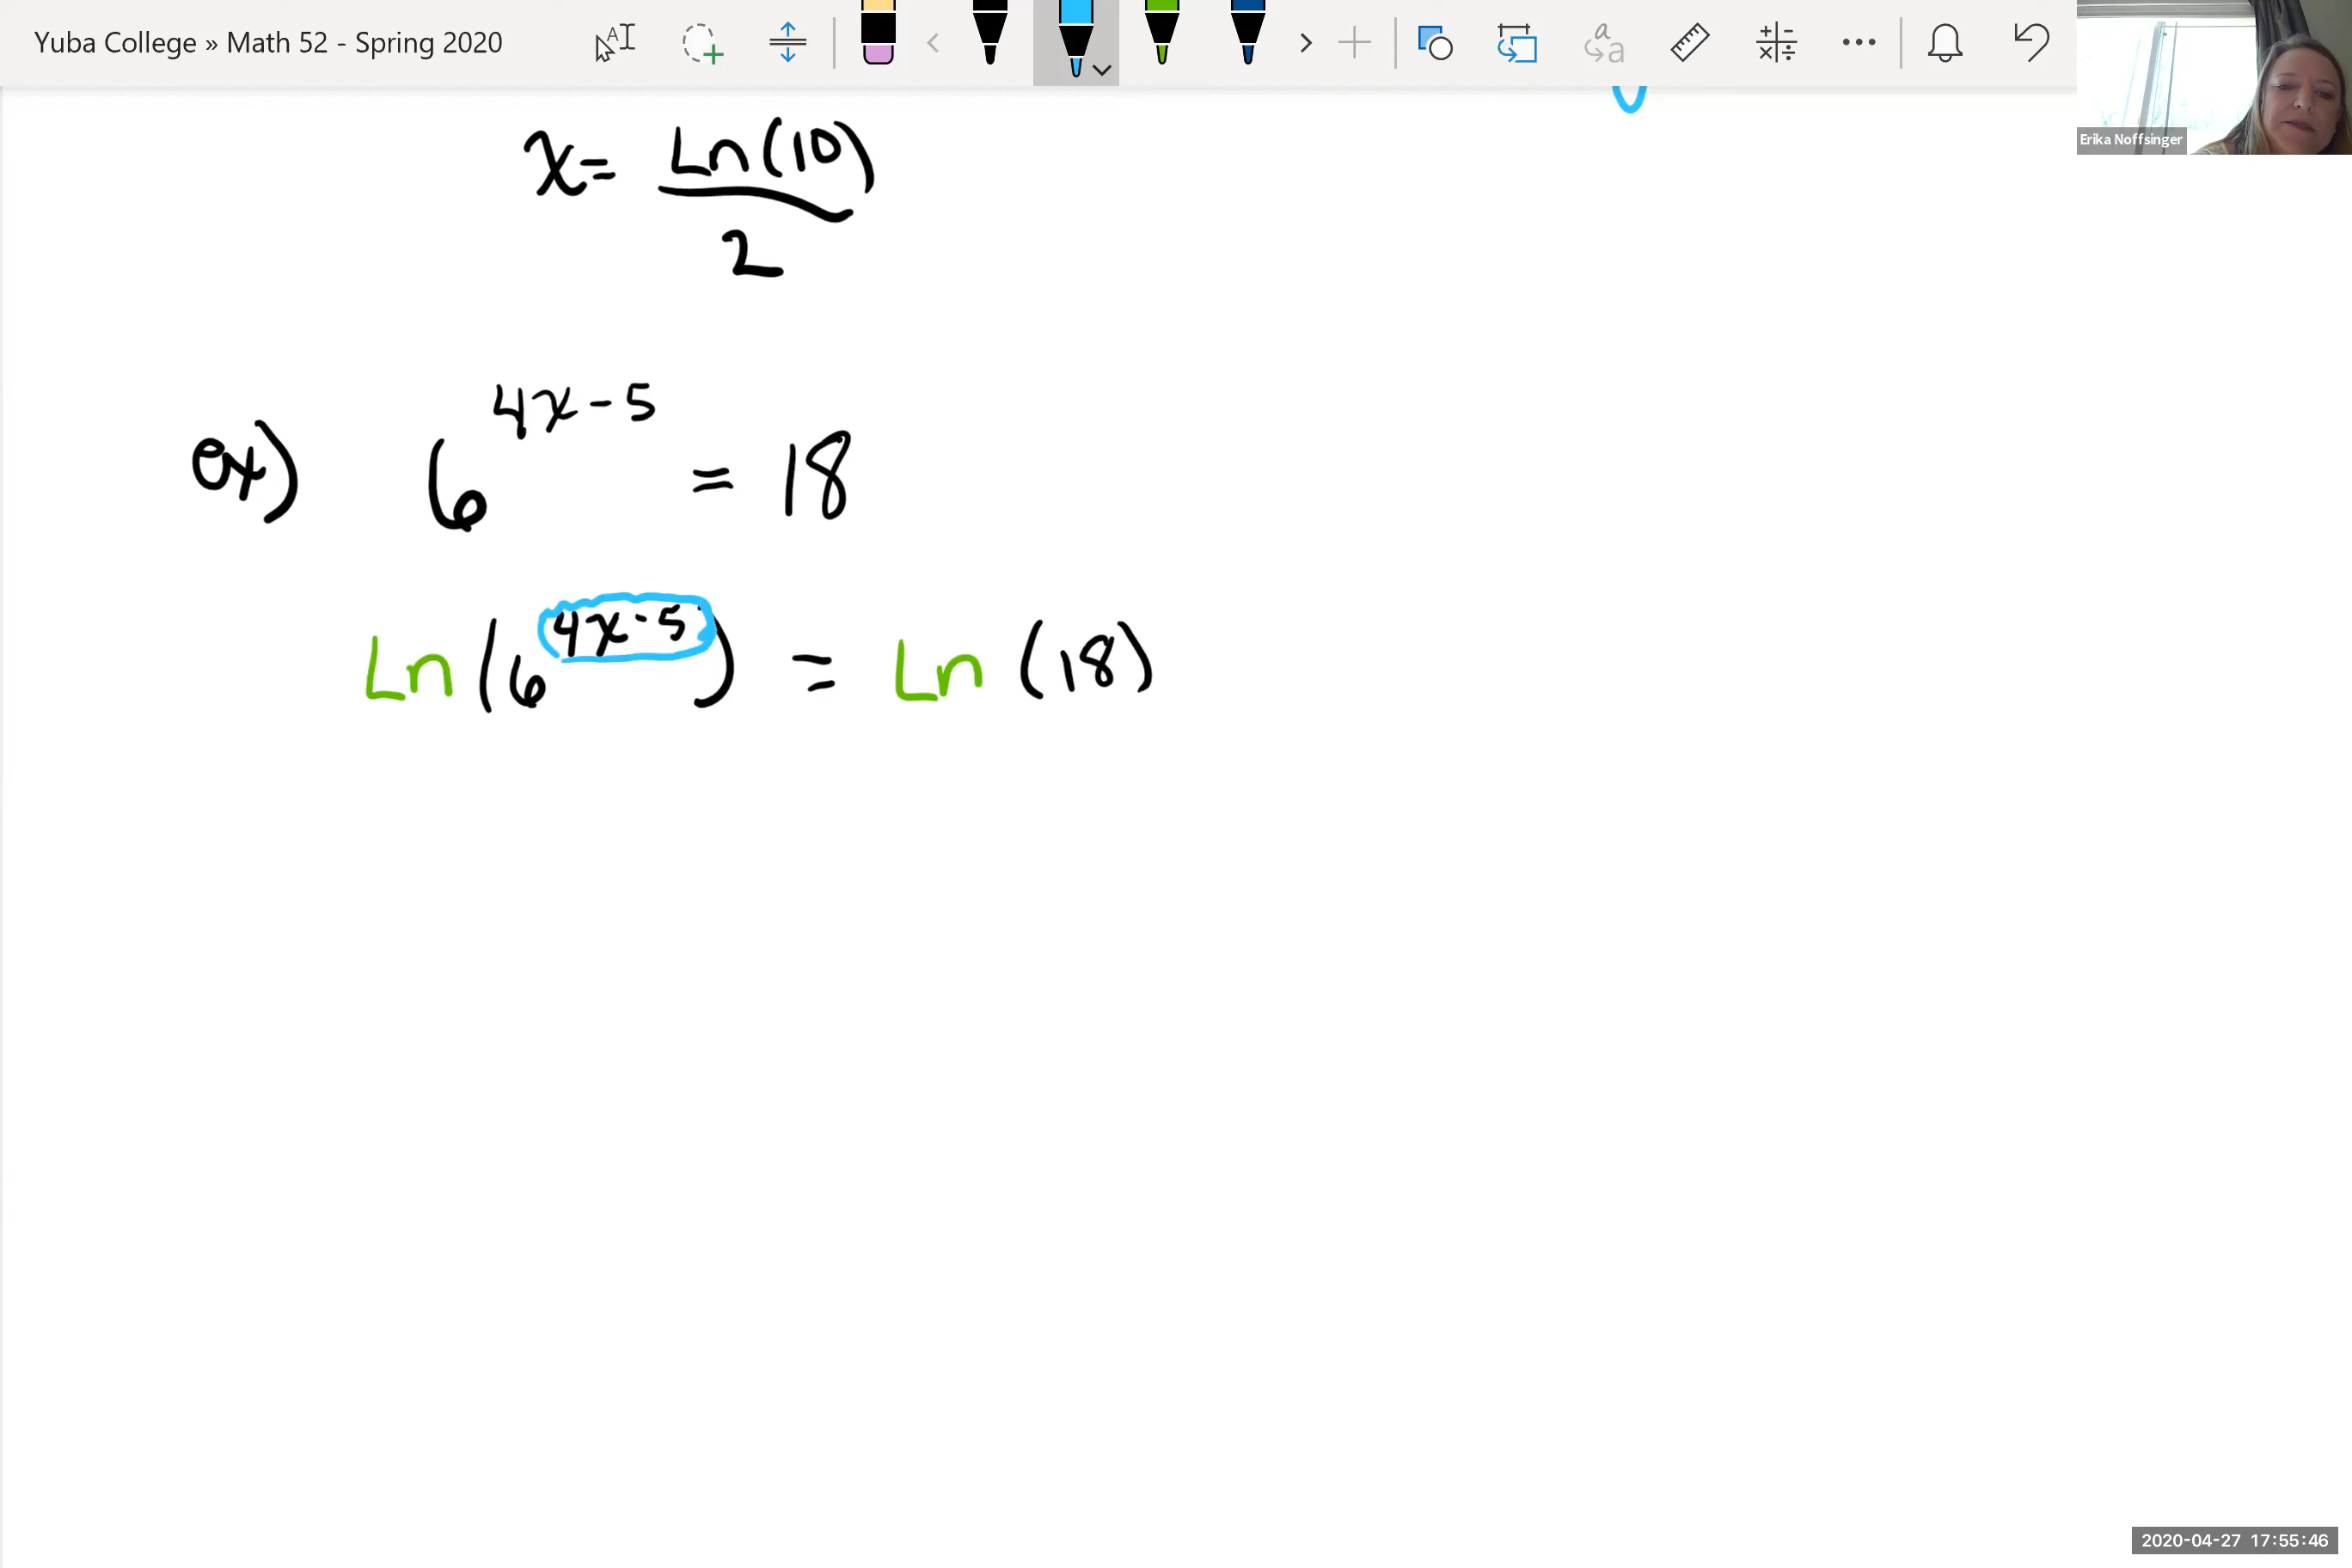 Yuba College » Math 52 - Spring 2020
Erika Noffsinger
x = Ln(10)
2
ex) 6^{4x-5} = 18
Ln(6^{(4x-5)}) = Ln(18)
2020-04-27 17:55:46